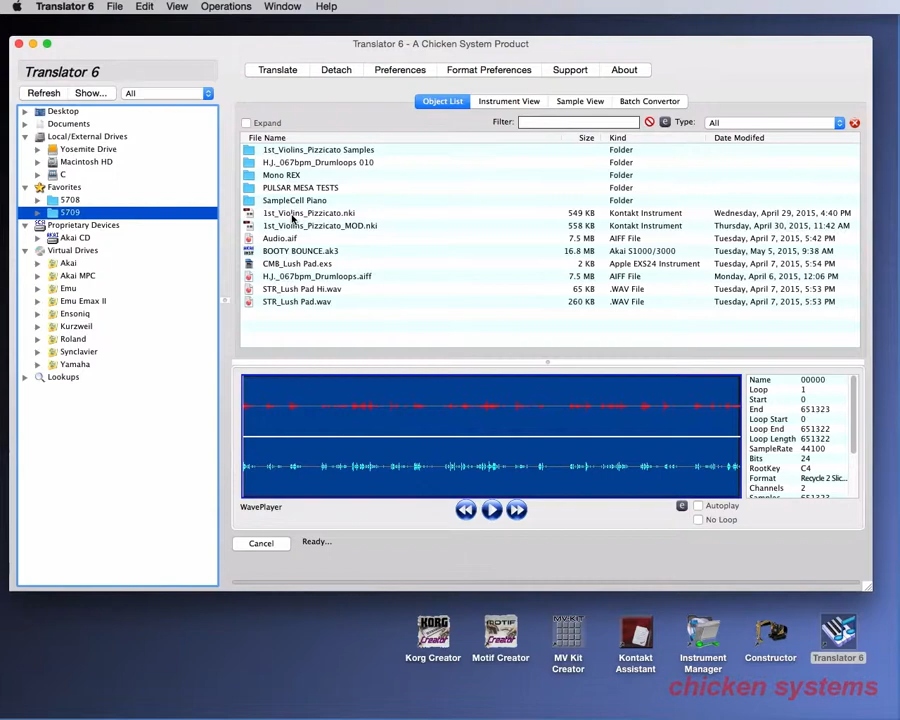 Translator 6 File Edit View Operations Window Help
Translator 6 - A Chicken System Product
Translator 6
Translate Detach Preferences Format Preferences Support About
Refresh Show... All
Object List Instrument View Sample View Batch Convertor
Expand Filter: e Type: All
File Name Size Kind Date Modified
Desktop
Documents
Local/External Drives
Yosemite Drive
Macintosh HD
C
Favorites
5708
5709
Proprietary Devices
Akai CD
Virtual Drives
Akai
Akai MPC
Emu
Emu Emax II
Ensoniq
Kurzweil
Roland
Synclavier
Yamaha
Lookups
1st_Violins_Pizzicato Samples Folder
H.J._067bpm_Drumloops 010 Folder
Mono REX Folder
PULSAR MESA TESTS Folder
SampleCell Piano Folder
1st_Violins_Pizzicato.nki 549 KB Kontakt Instrument Wednesday, April 29, 2015, 4:40 PM
1st_Violins_Pizzicato_MOD.nki 558 KB Kontakt Instrument Thursday, April 30, 2015, 11:42 AM
Audio.aif 7.5 MB AIFF File Tuesday, April 7, 2015, 5:42 PM
BOOTY BOUNCE.ak3 16.8 MB Akai S1000/3000 Tuesday, April 7, 2015, 5:40 PM
CMB_Lush Pad.exs 2 KB Apple EXS24 Instrument Tuesday, April 7, 2015, 5:53 PM
H.J._067bpm_Drumloops.aiff 7.5 MB AIFF File Monday, April 6, 2015, 12:06 PM
STR_Lush Pad Hi.wav 65 KB .WAV File Tuesday, April 7, 2015, 5:53 PM
STR_Lush Pad.wav 260 KB .WAV File Tuesday, April 7, 2015, 5:53 PM
Name 00000
Loop 1
Start 0
End 651323
Loop Start 0
Loop End 651322
Loop Length 651322
SampleRate 44100
Bits 24
RootKey C4
Format Recycle 2 Slic...
Channels 2
WavePlayer e Autoplay
No Loop
Cancel Ready...
Korg Creator
Motif Creator
MV Kit Creator
Kontakt Assistant
Instrument Manager
Constructor
Translator 6
chicken systems